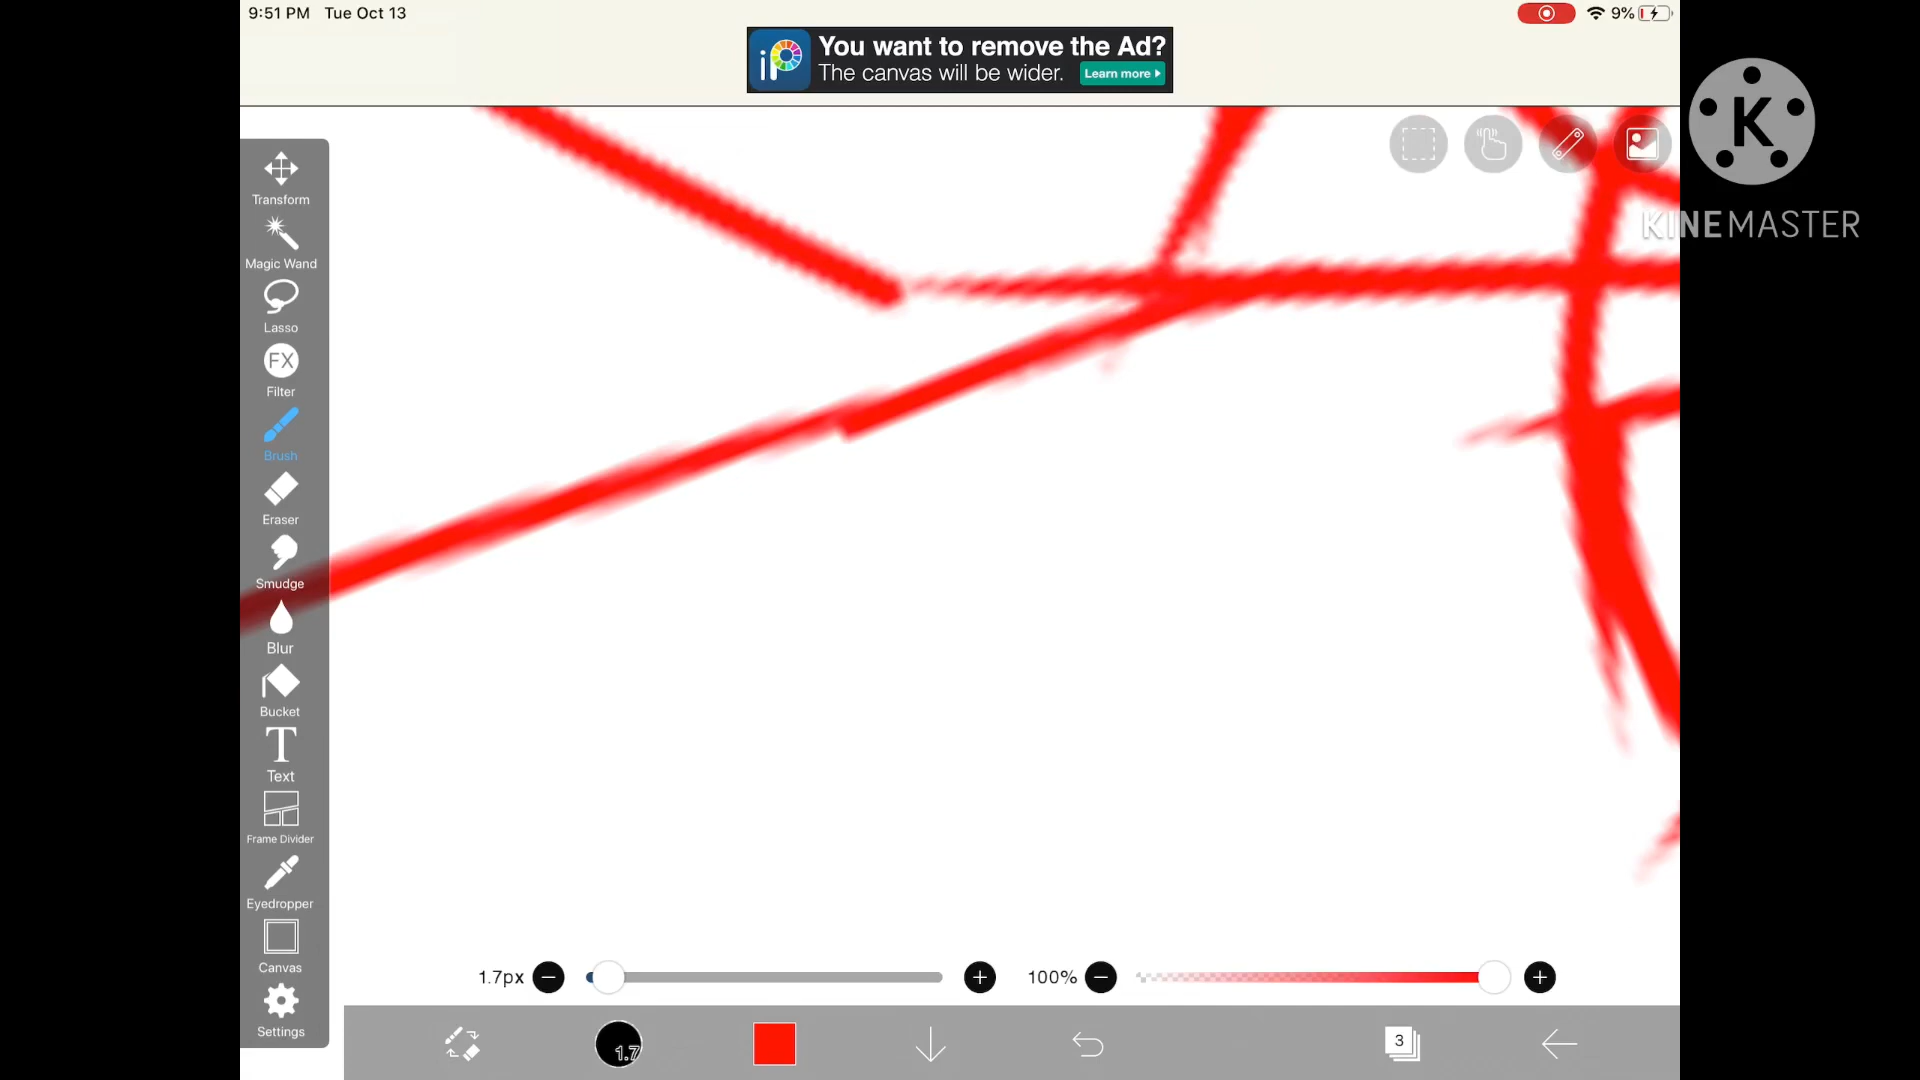 9:51 PM Tue Oct 13
9%
iP
You want to remove the Ad?
The canvas will be wider.
Learn more
K
KINEMASTER
Transform
Magic Wand
Lasso
FX
Filter
Brush
Eraser
Smudge
Blur
Bucket
T
Text
Frame Divider
Eyedropper
Canvas
Settings
1.7px
100%
1.7
3